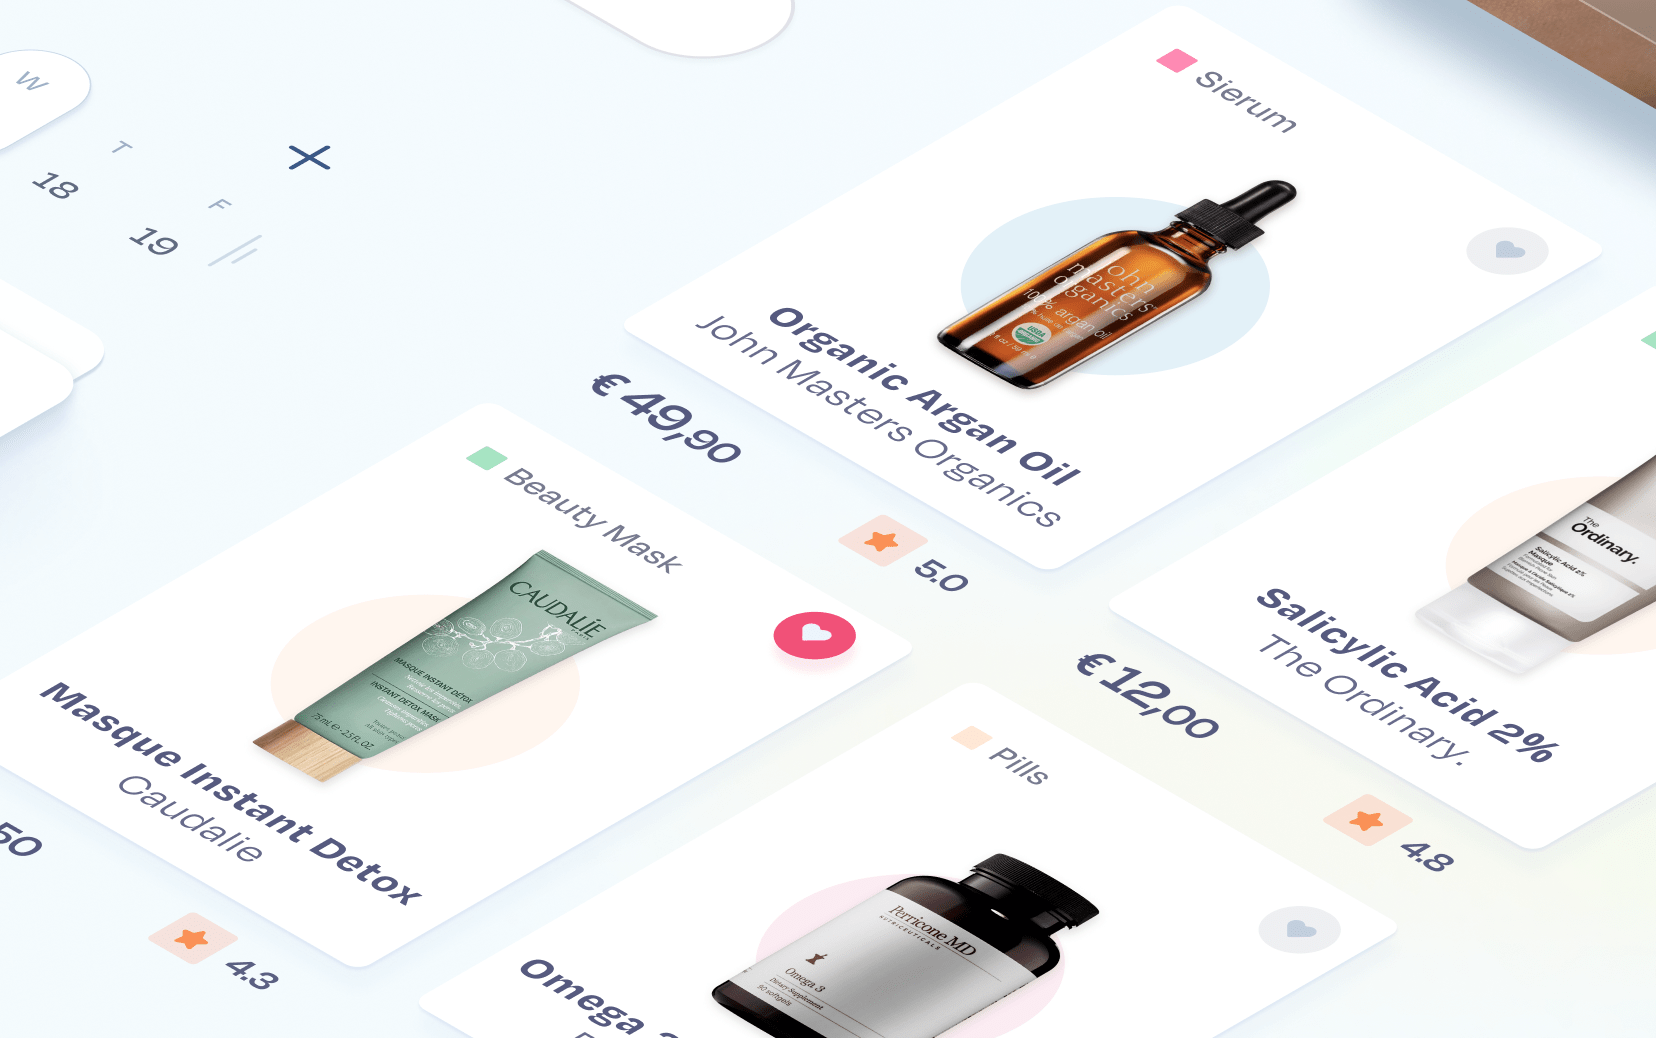 W
T
F
18
19
Sierum
john
masters
organics
100% argan oil
USDA
Organic Argan Oil
John Masters Organics
€ 49,90
5.0
Beauty Mask
CAUDALIE
PARIS
MASQUE INSTANT DÉTOX
INSTANT DETOX MASK
75 mL e • 2.5 FL. OZ.
Masque Instant Detox
Caudalie
50
4.3
The
Ordinary.
Salicylic Acid 2%
Masque
Salicylic Acid 2%
The Ordinary.
€ 12,00
4.8
Pills
Perricone MD
NUTRICEUTICALS
Omega 3
Dietary Supplement
90 softgels
Omega